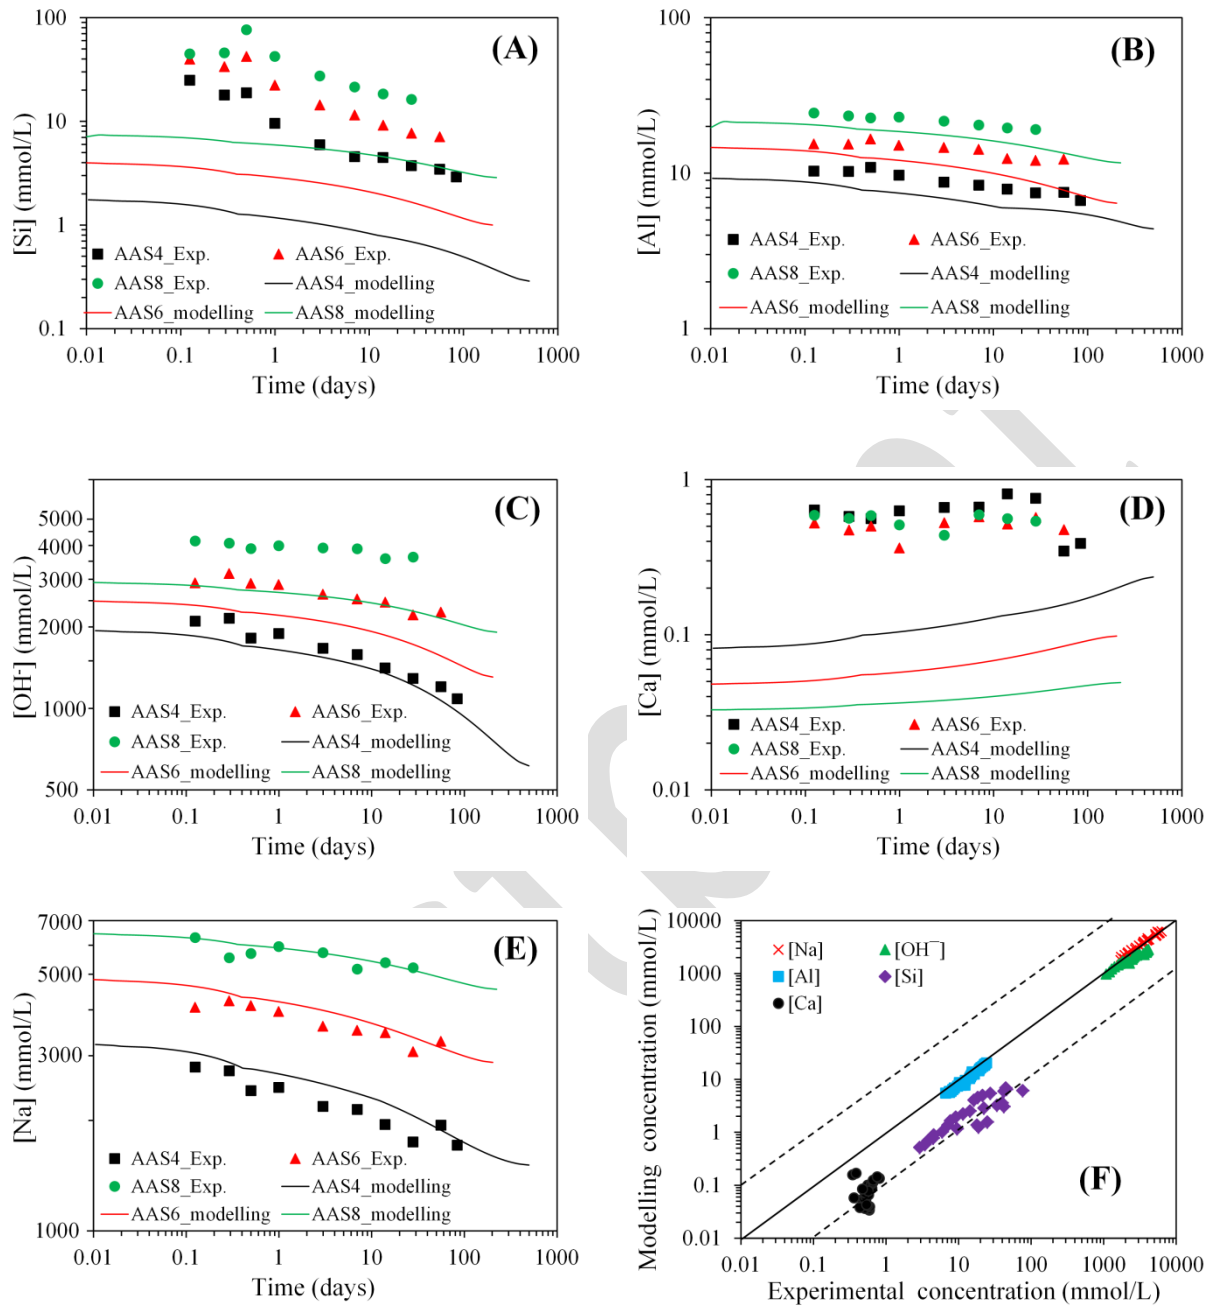 (A)
[Si] (mmol/L)
100
10
1
0.1
AAS4_Exp.
AAS6_Exp.
AAS8_Exp.
AAS4_modelling
AAS6_modelling
AAS8_modelling
0.01 0.1 1 10 100 1000
Time (days)
(B)
[Al] (mmol/L)
100
10
1
AAS4_Exp.
AAS6_Exp.
AAS8_Exp.
AAS4_modelling
AAS6_modelling
AAS8_modelling
0.01 0.1 1 10 100 1000
Time (days)
(C)
[OH-] (mmol/L)
5000
4000
3000
2000
1000
500
AAS4_Exp.
AAS6_Exp.
AAS8_Exp.
AAS4_modelling
AAS6_modelling
AAS8_modelling
0.01 0.1 1 10 100 1000
Time (days)
(D)
[Ca] (mmol/L)
1
0.1
0.01
AAS4_Exp.
AAS6_Exp.
AAS8_Exp.
AAS4_modelling
AAS6_modelling
AAS8_modelling
0.01 0.1 1 10 100 1000
Time (days)
(E)
[Na] (mmol/L)
7000
5000
3000
1000
AAS4_Exp.
AAS6_Exp.
AAS8_Exp.
AAS4_modelling
AAS6_modelling
AAS8_modelling
0.01 0.1 1 10 100 1000
Time (days)
(F)
Modelling concentration (mmol/L)
10000
1000
100
10
1
0.1
0.01
[Na]
[OH⁻]
[Al]
[Si]
[Ca]
0.01 0.1 1 10 100 1000 10000
Experimental concentration (mmol/L)